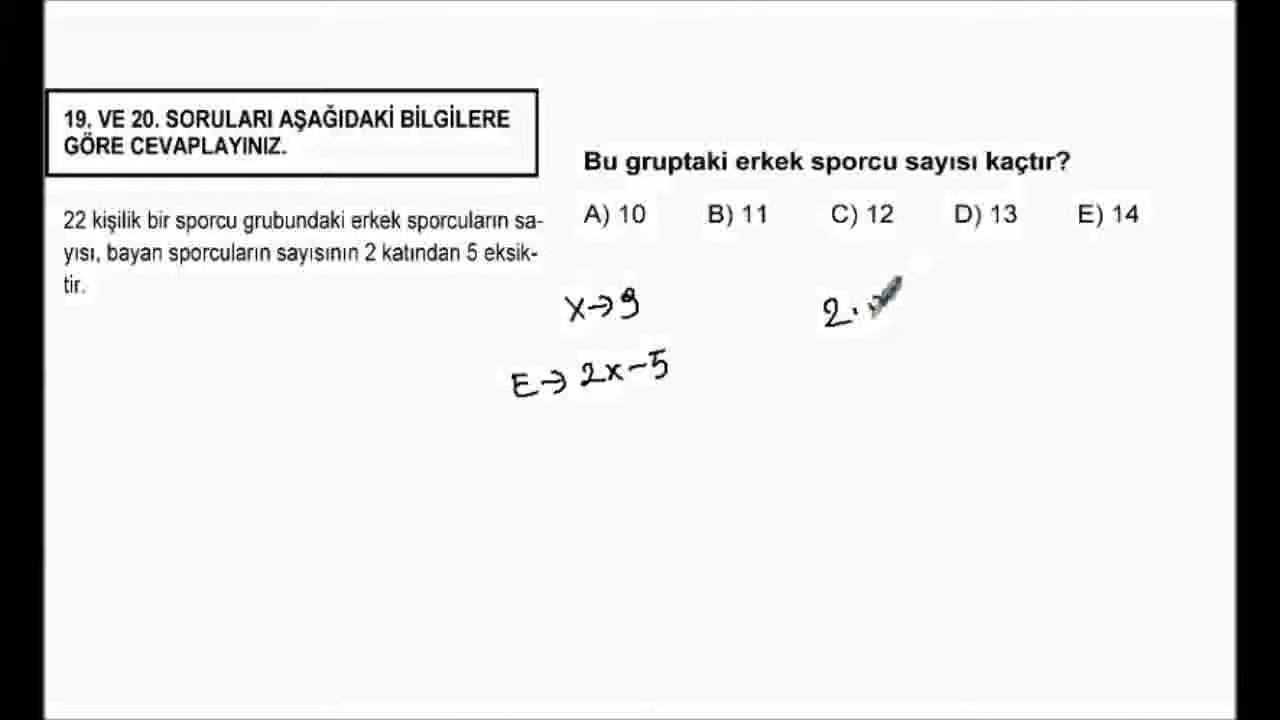 19. VE 20. SORULARI AŞAĞIDAKİ BİLGİLERE
GÖRE CEVAPLAYINIZ.
22 kişilik bir sporcu grubundaki erkek sporcuların sa-
yısı, bayan sporcuların sayısının 2 katından 5 eksik-
tir.
Bu gruptaki erkek sporcu sayısı kaçtır?
A) 10 B) 11 C) 12 D) 13 E) 14
X→9
E→2x-5
2.